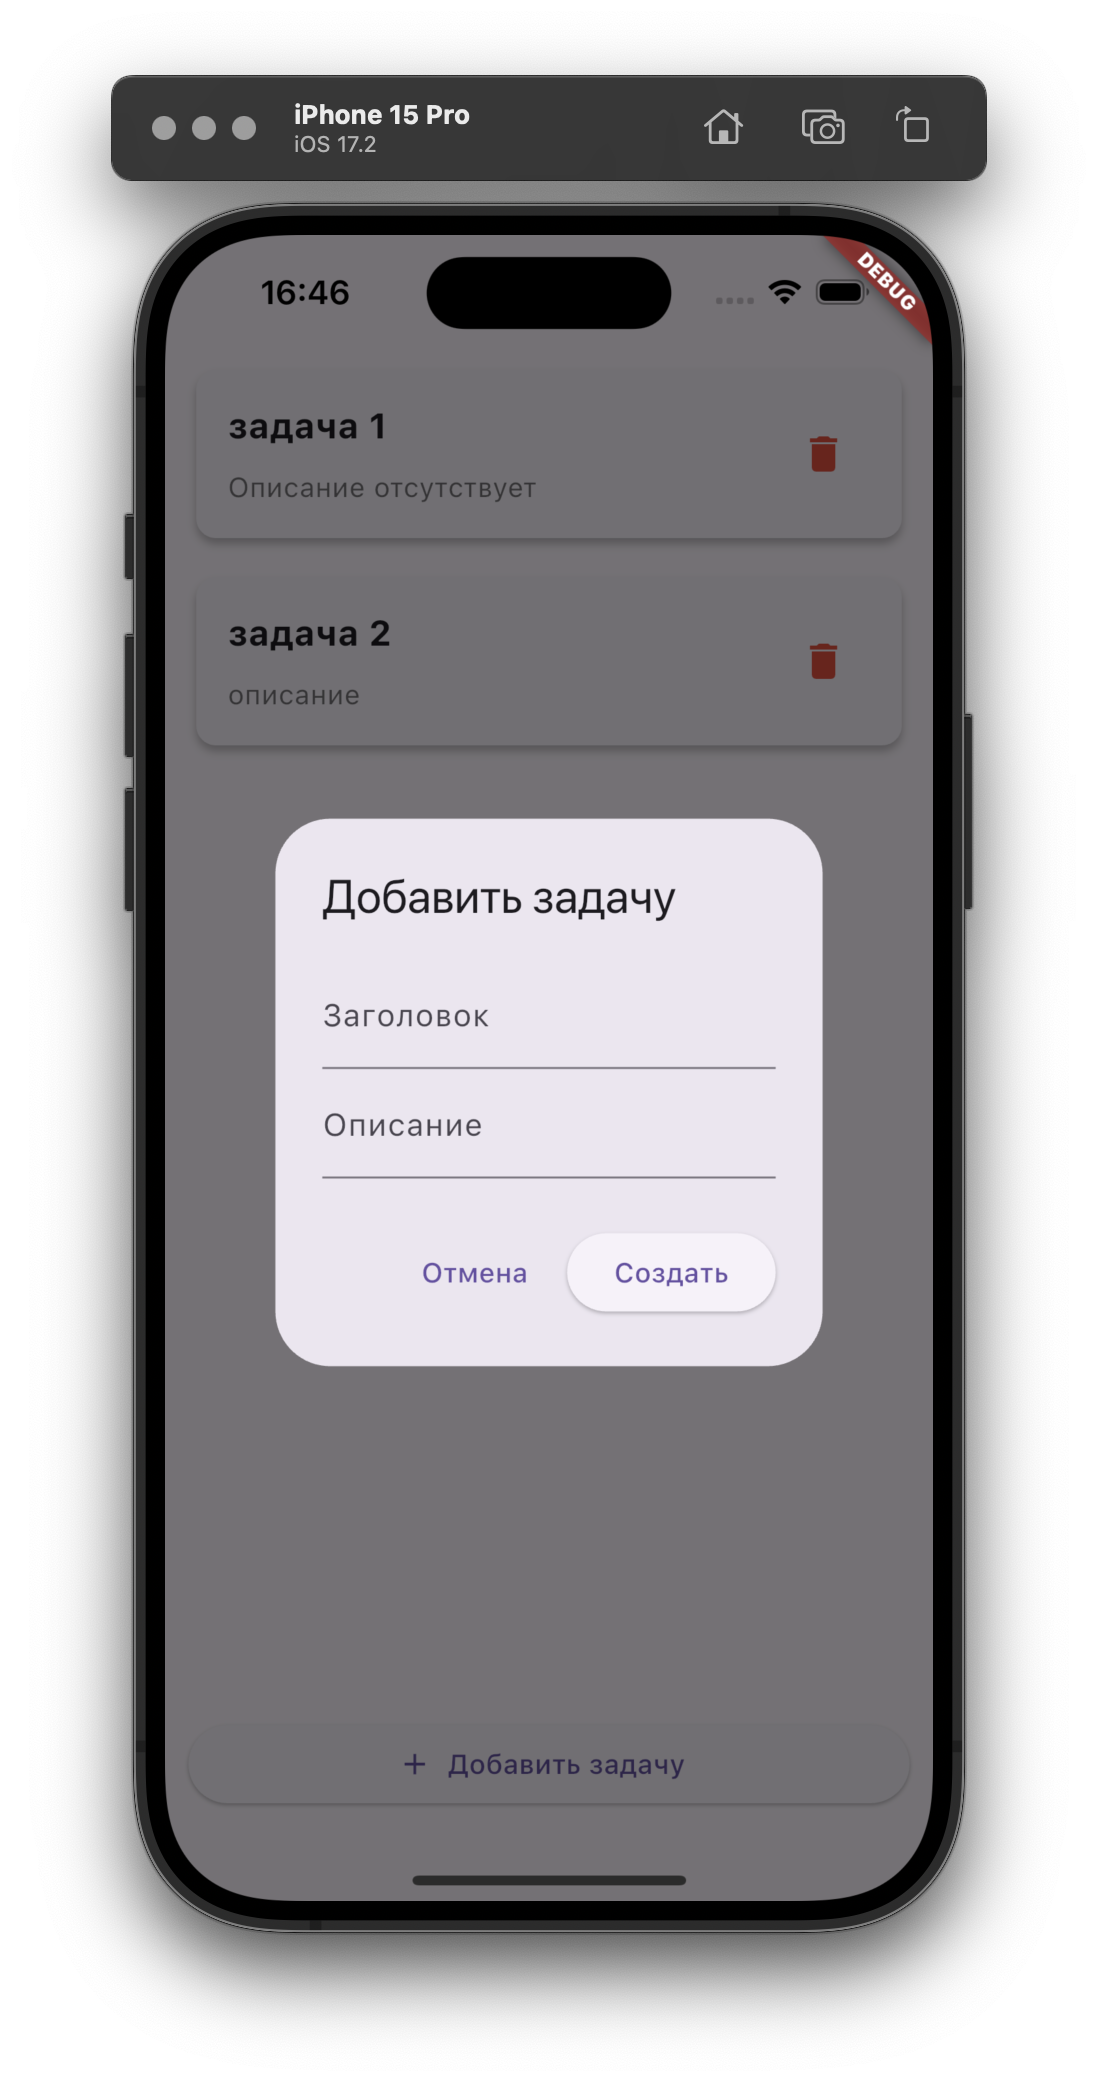 iPhone 15 Pro
iOS 17.2
16:46
DEBUG
задача 1
Описание отсутствует
задача 2
описание
Добавить задачу
Заголовок
Описание
Отмена
Создать
+ Добавить задачу